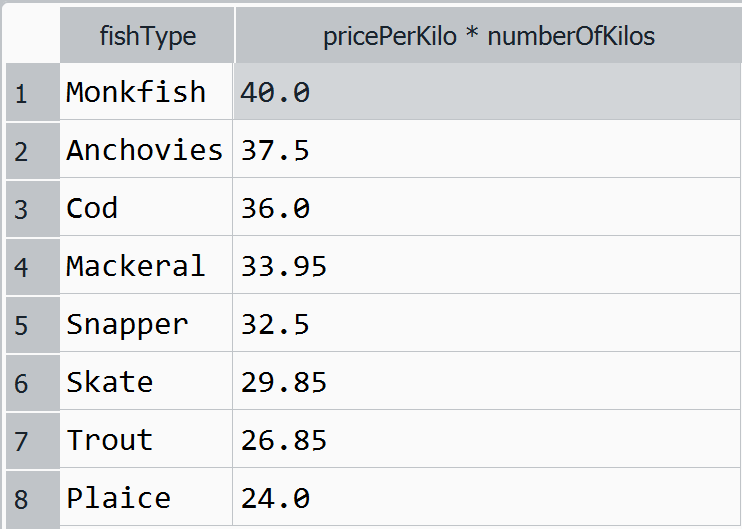 fishType pricePerKilo * numberOfKilos
1 Monkfish 40.0
2 Anchovies 37.5
3 Cod 36.0
4 Mackeral 33.95
5 Snapper 32.5
6 Skate 29.85
7 Trout 26.85
8 Plaice 24.0